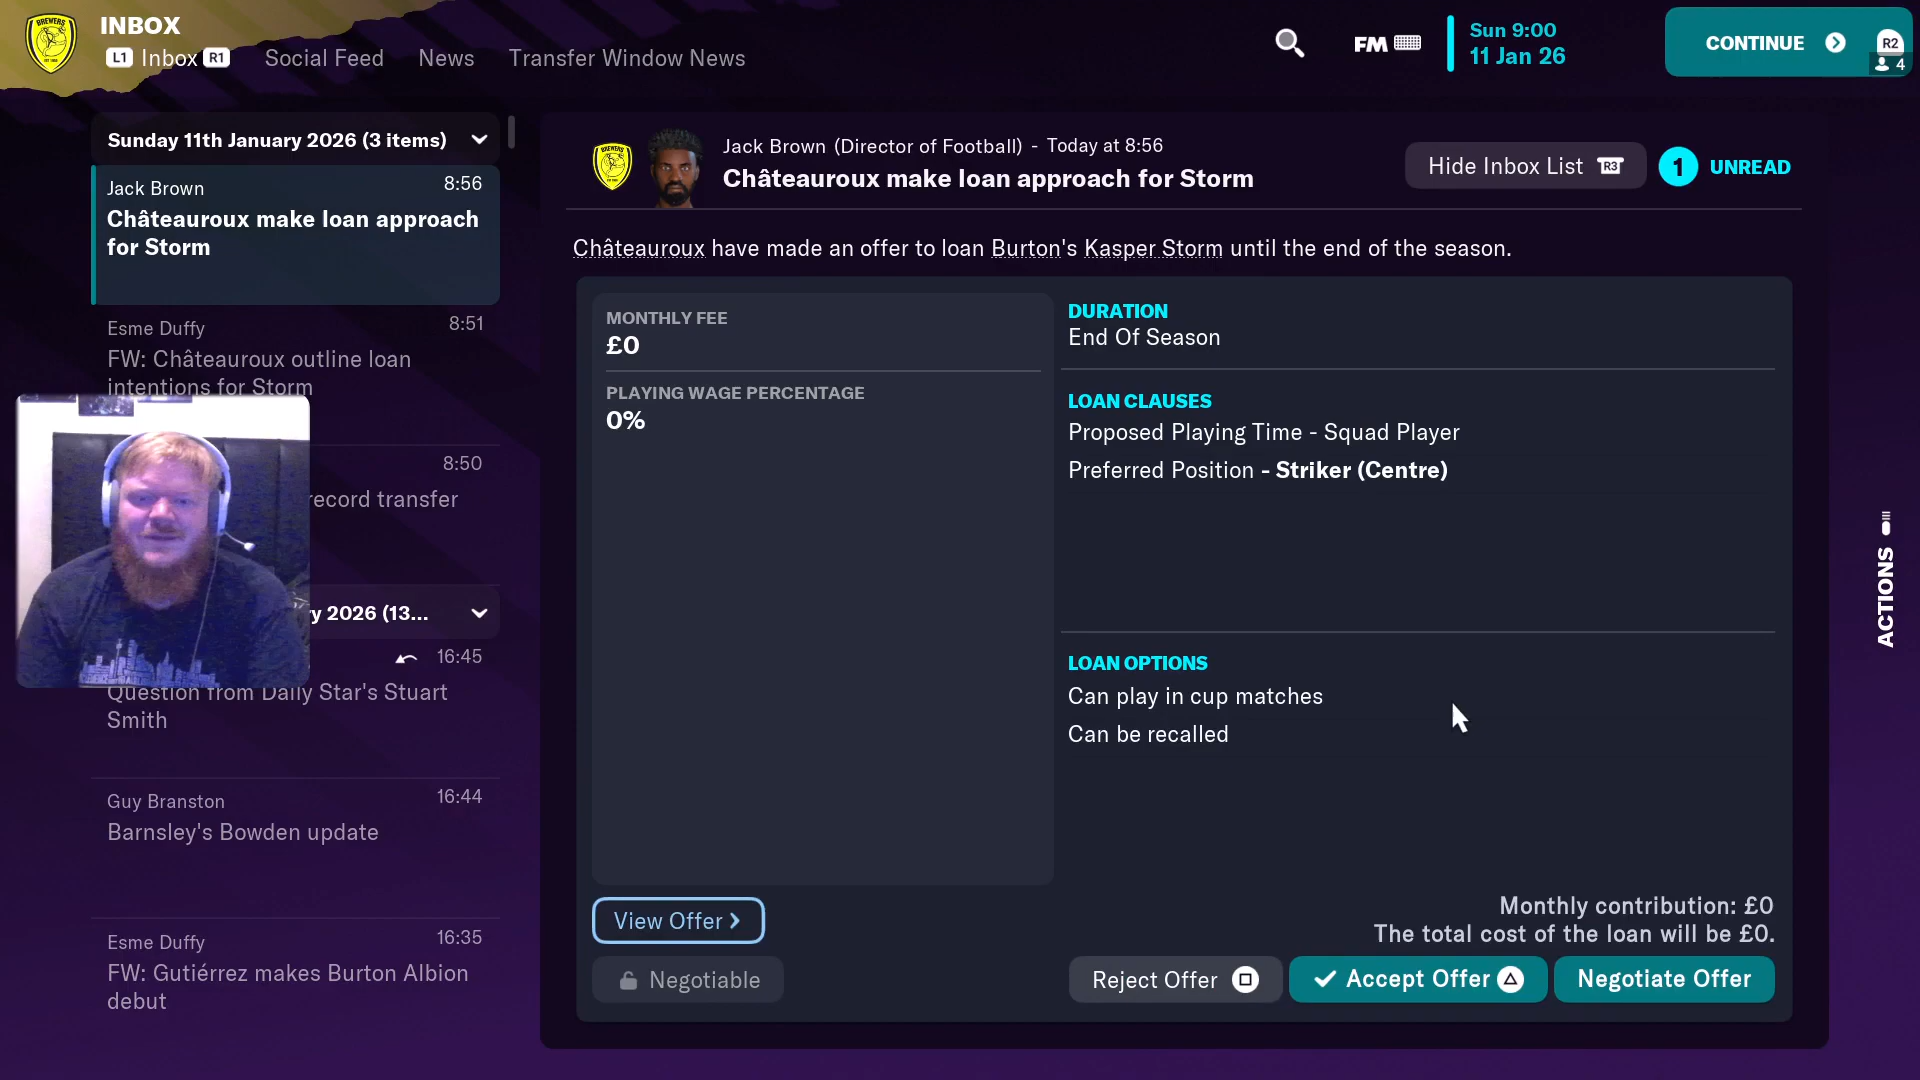 BREWERS
INBOX
L1 Inbox R1
Social Feed
News
Transfer Window News
FM
Sun 9:00
11 Jan 26
CONTINUE
R2
4
Sunday 11th January 2026 (3 items)
Jack Brown
8:56
Châteauroux make loan approach
for Storm
Esme Duffy
8:51
FW: Châteauroux outline loan
intentions for Storm
8:50
record transfer
y 2026 (13...
16:45
Question from Daily Star's Stuart
Smith
Guy Branston
16:44
Barnsley's Bowden update
Esme Duffy
16:35
FW: Gutiérrez makes Burton Albion
debut
BREWERS
Jack Brown (Director of Football) - Today at 8:56
Châteauroux make loan approach for Storm
Hide Inbox List R3
1 UNREAD
Châteauroux have made an offer to loan Burton's Kasper Storm until the end of the season.
MONTHLY FEE
£0
PLAYING WAGE PERCENTAGE
0%
DURATION
End Of Season
LOAN CLAUSES
Proposed Playing Time - Squad Player
Preferred Position - Striker (Centre)
LOAN OPTIONS
Can play in cup matches
Can be recalled
View Offer
Monthly contribution: £0
The total cost of the loan will be £0.
Negotiable
Reject Offer
Accept Offer
Negotiate Offer
ACTIONS